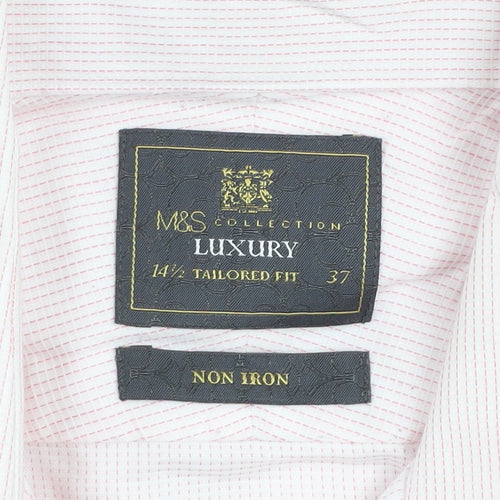 M&S COLLECTION
LUXURY
14½ TAILORED FIT 37
NON IRON